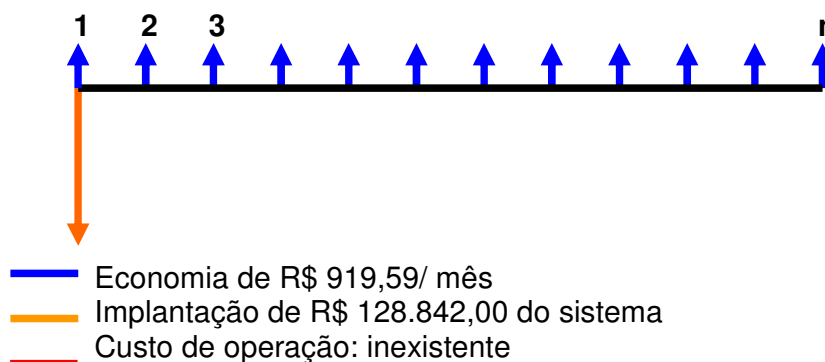 1 2 3
Economia de R$ 919,59/ mês
Implantação de R$ 128.842,00 do sistema
Custo de operação: inexistente